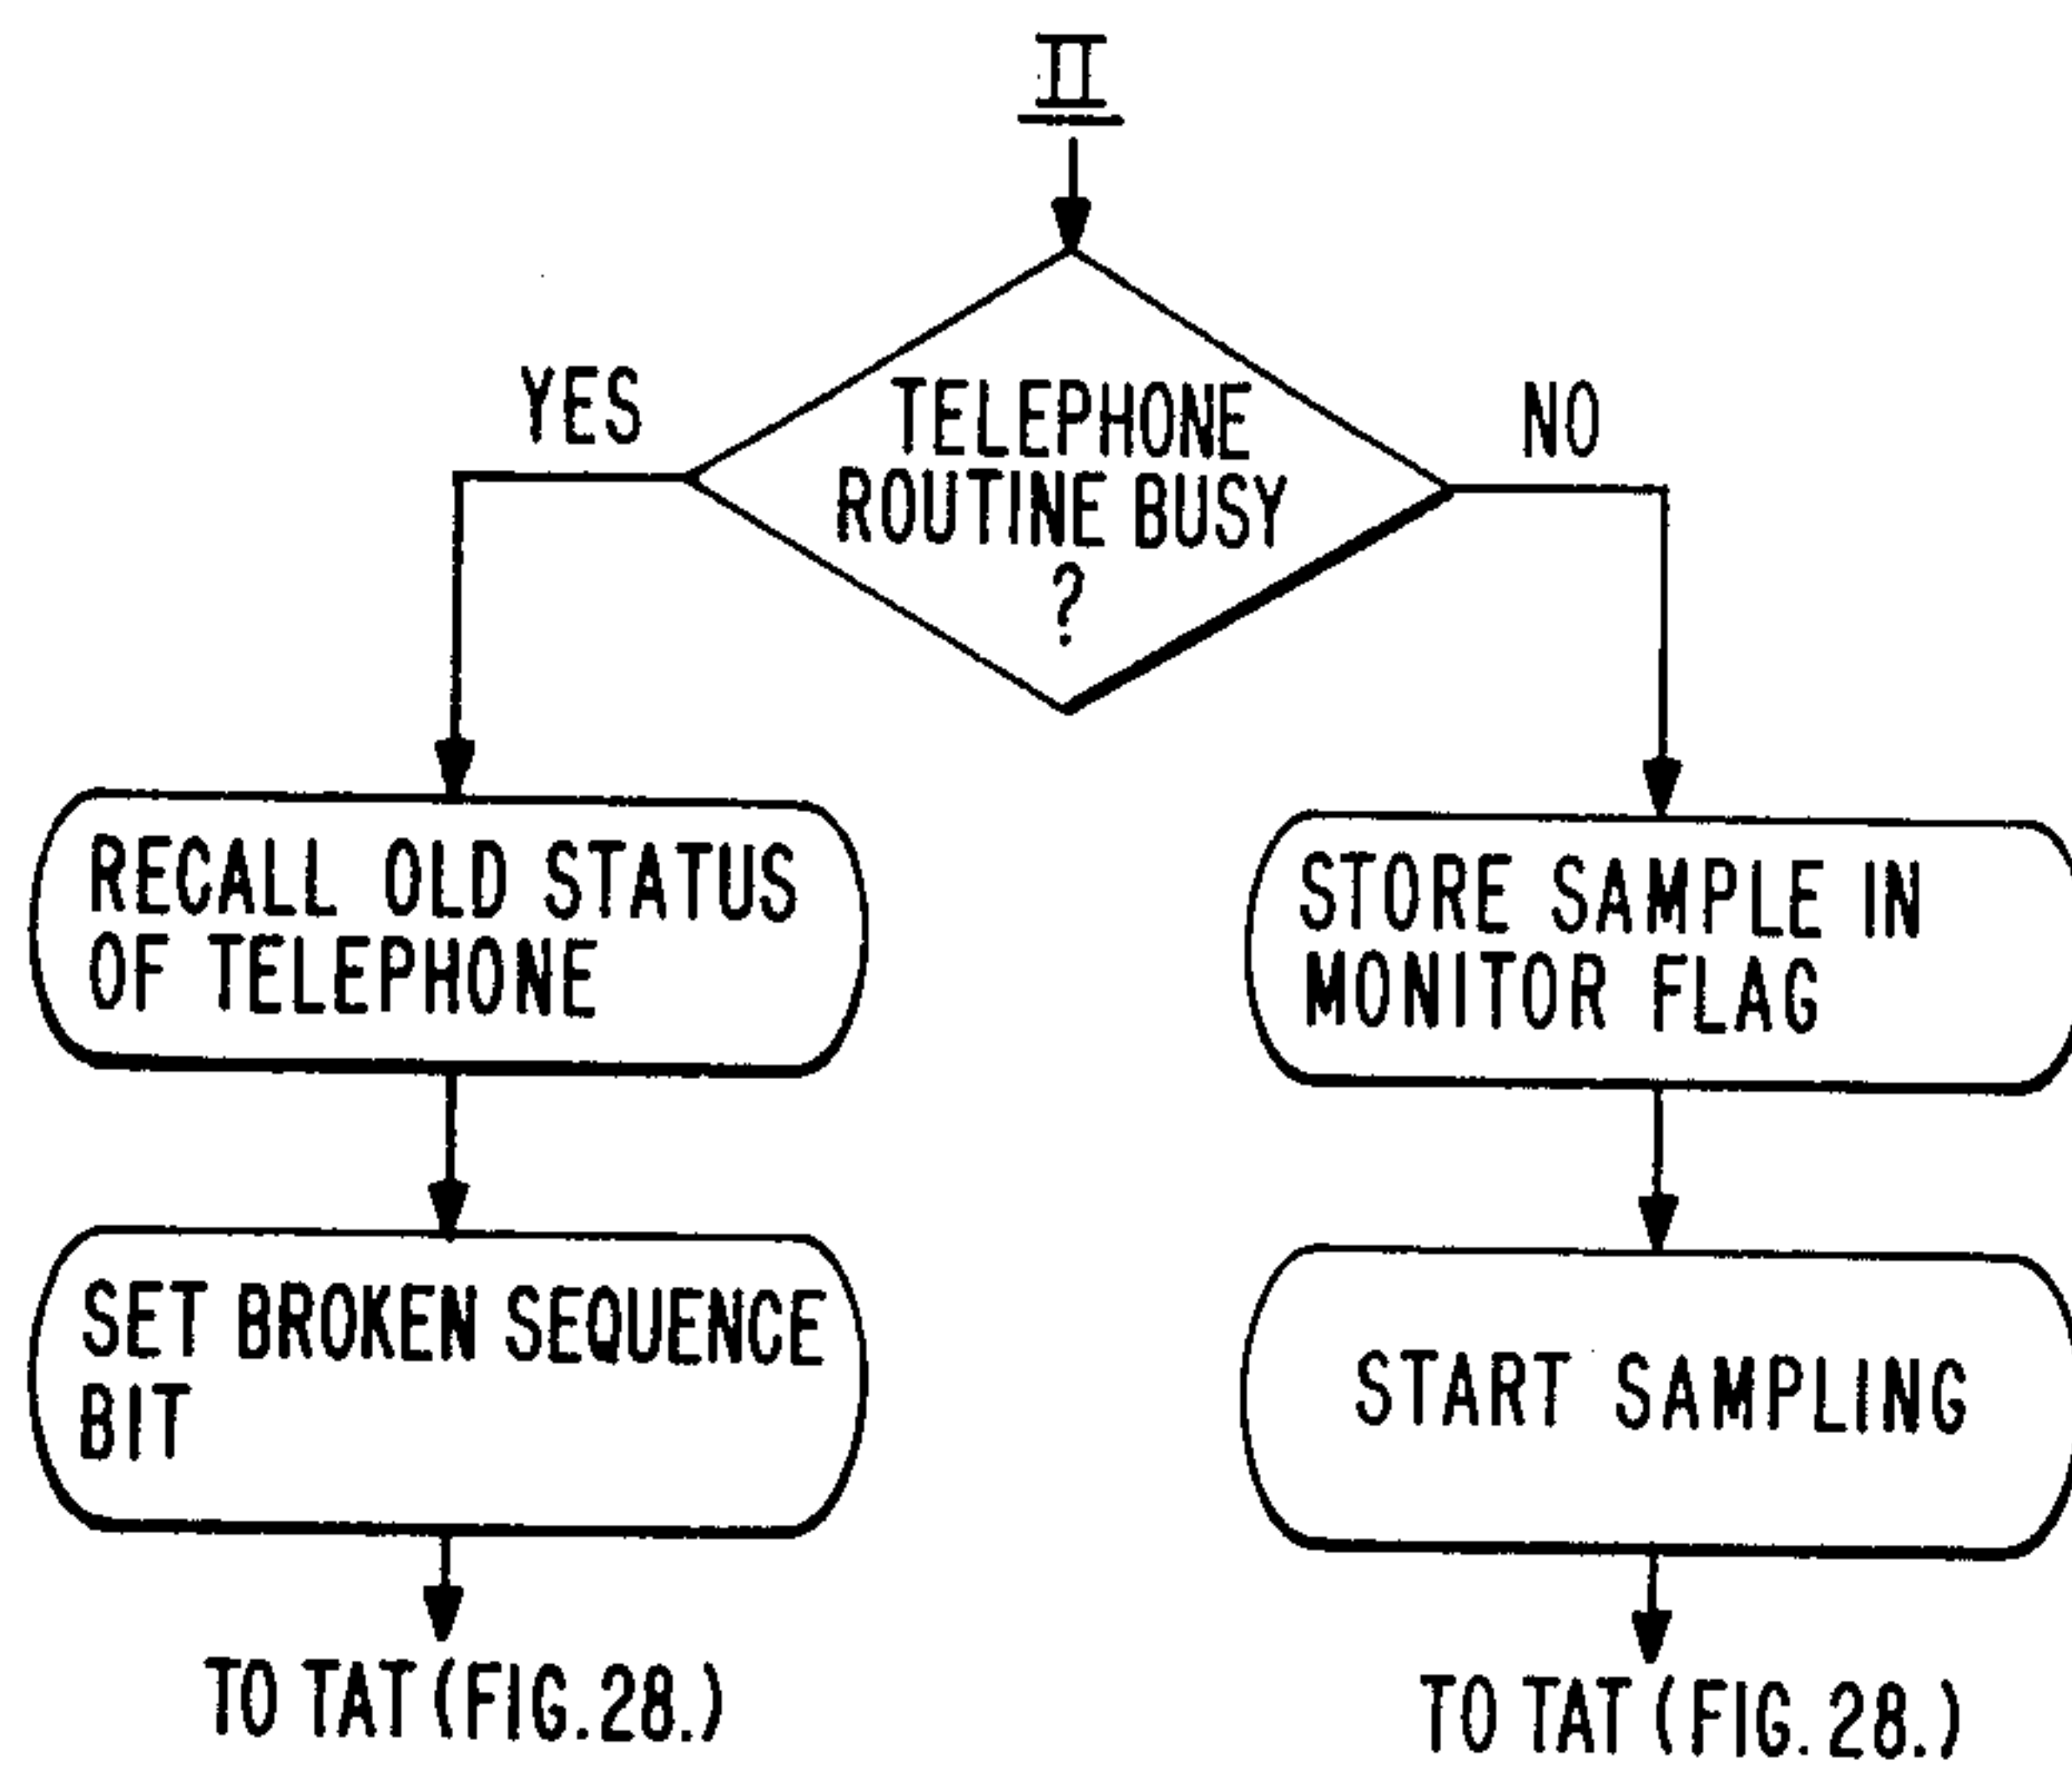 II
TELEPHONE
ROUTINE BUSY
?
YES
NO
RECALL OLD STATUS
OF TELEPHONE
SET BROKEN SEQUENCE
BIT
TO TAT (FIG.28.)
STORE SAMPLE IN
MONITOR FLAG
START SAMPLING
TO TAT (FIG.28.)